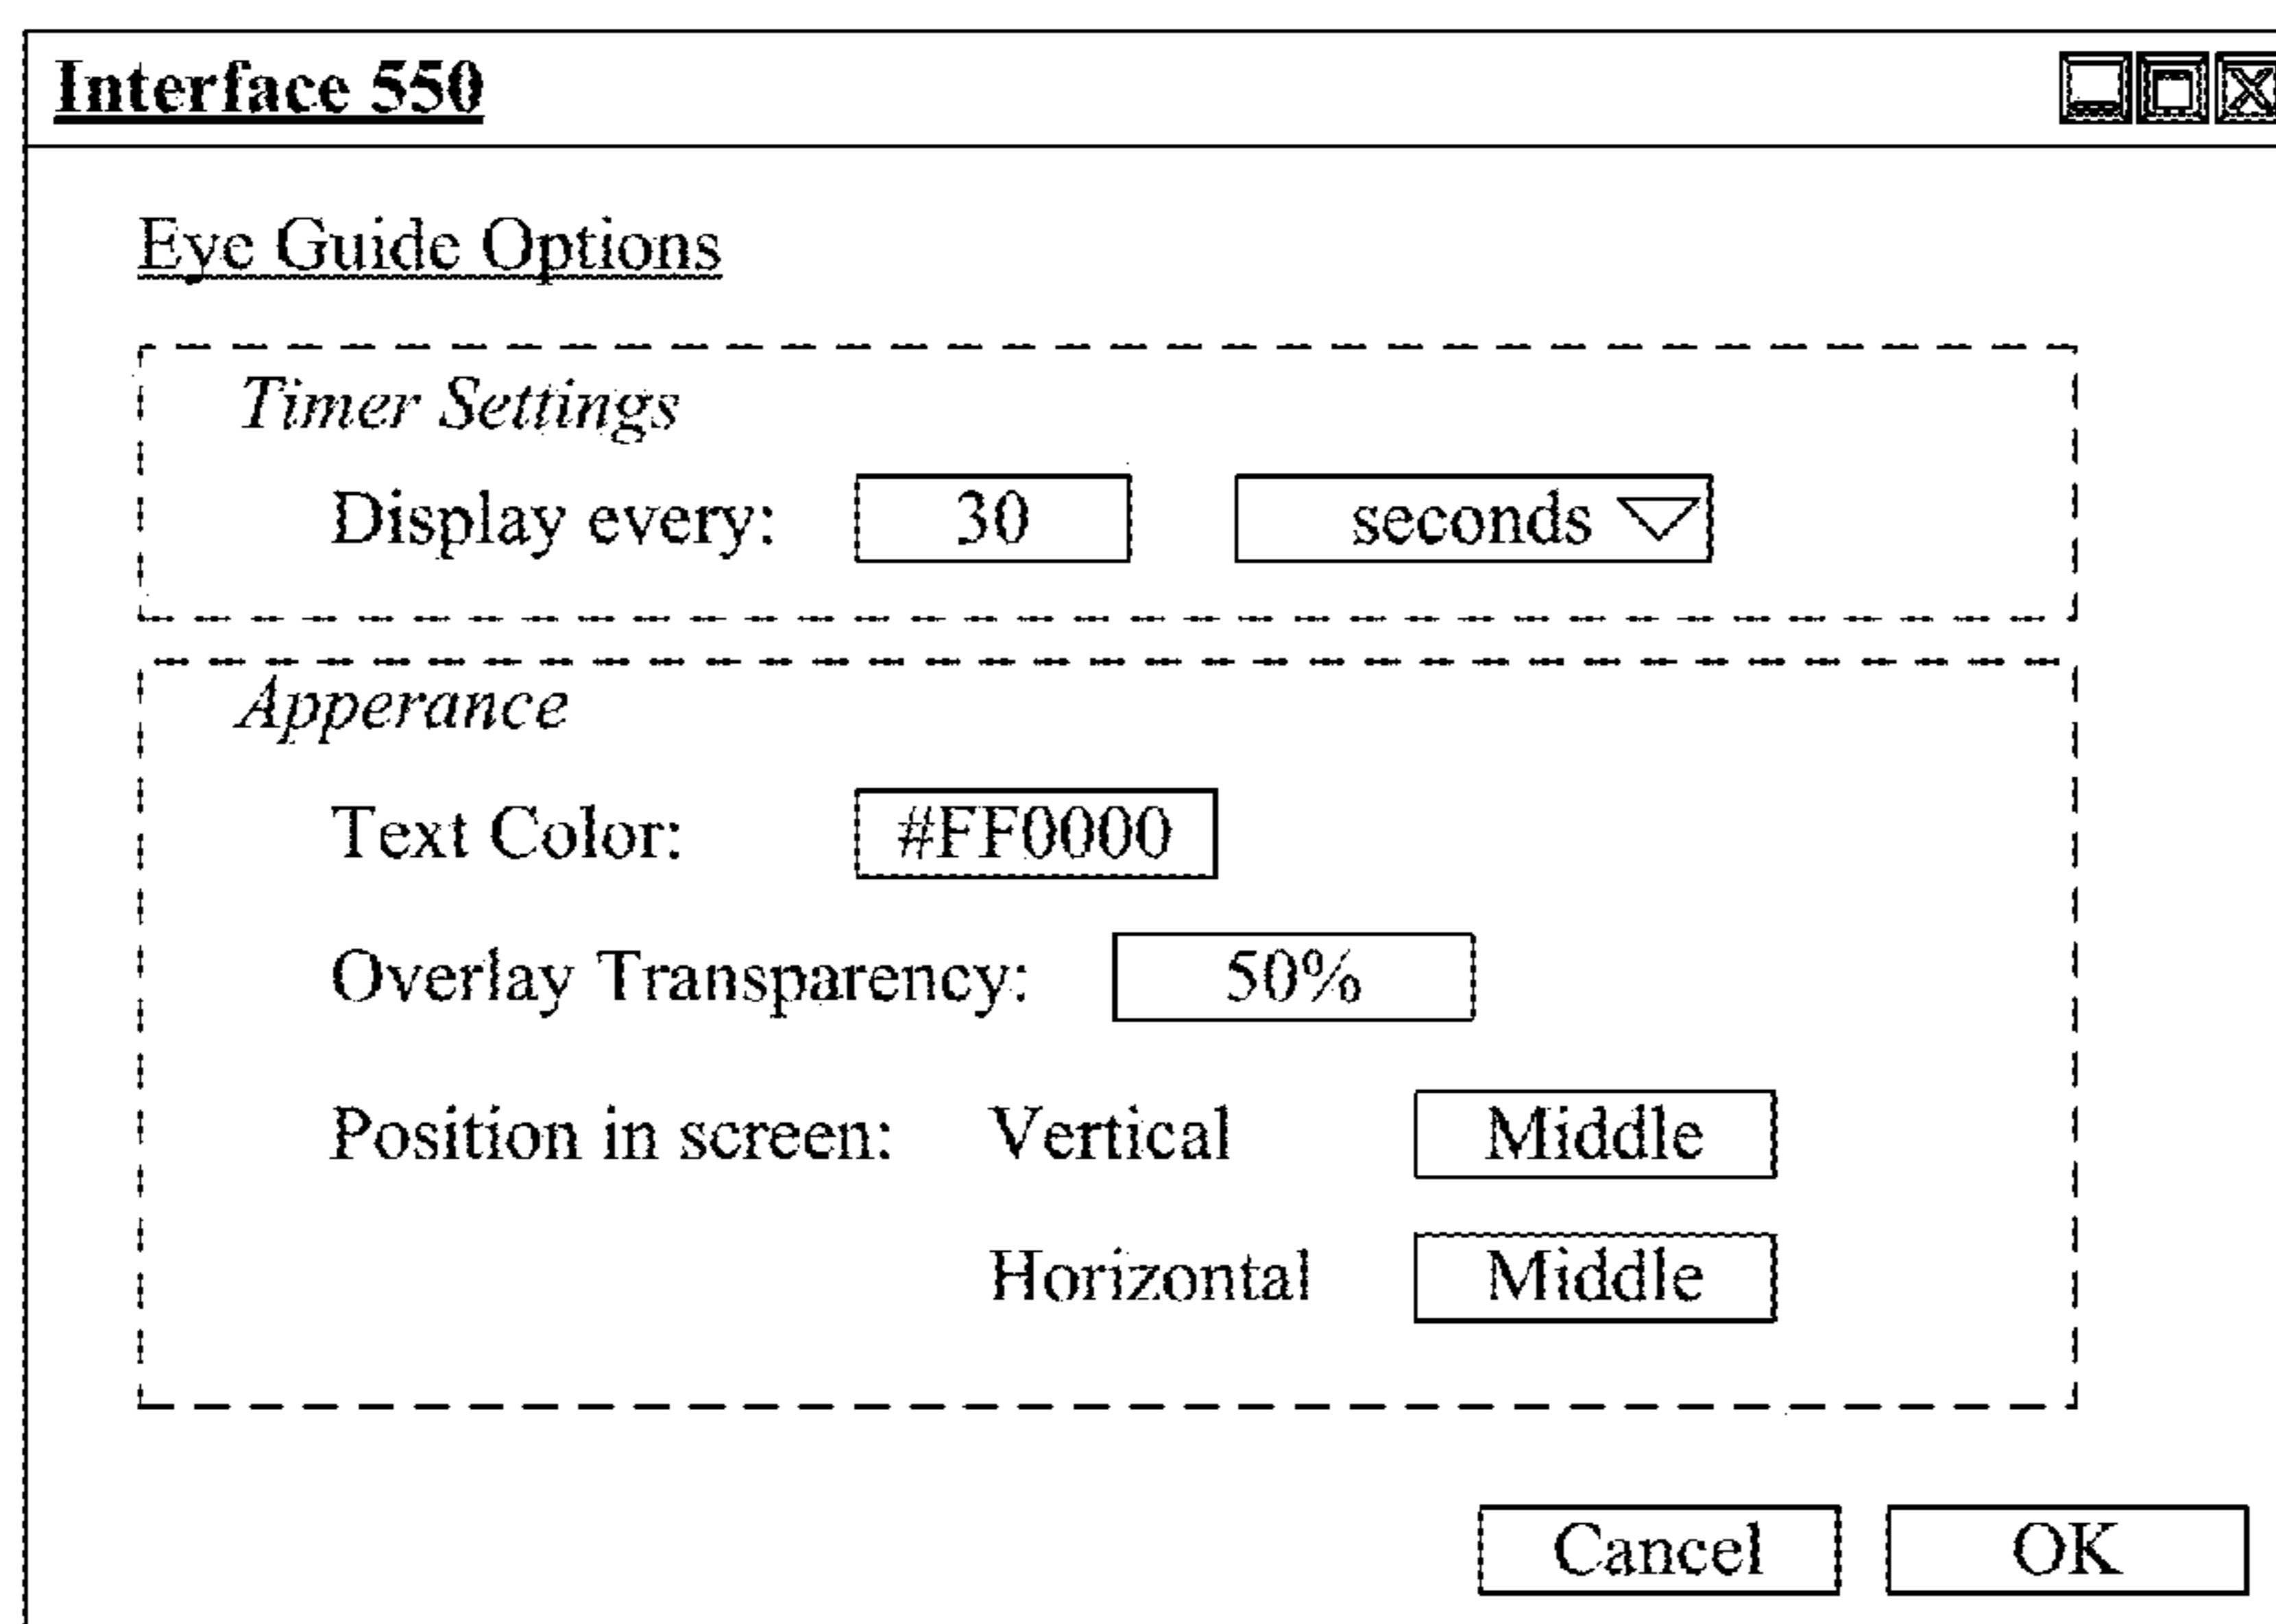 Interface 550
Eye Guide Options
Timer Settings
Display every: 30 seconds
Apperance
Text Color: #FF0000
Overlay Transparency: 50%
Position in screen: Vertical Middle
Horizontal Middle
Cancel OK